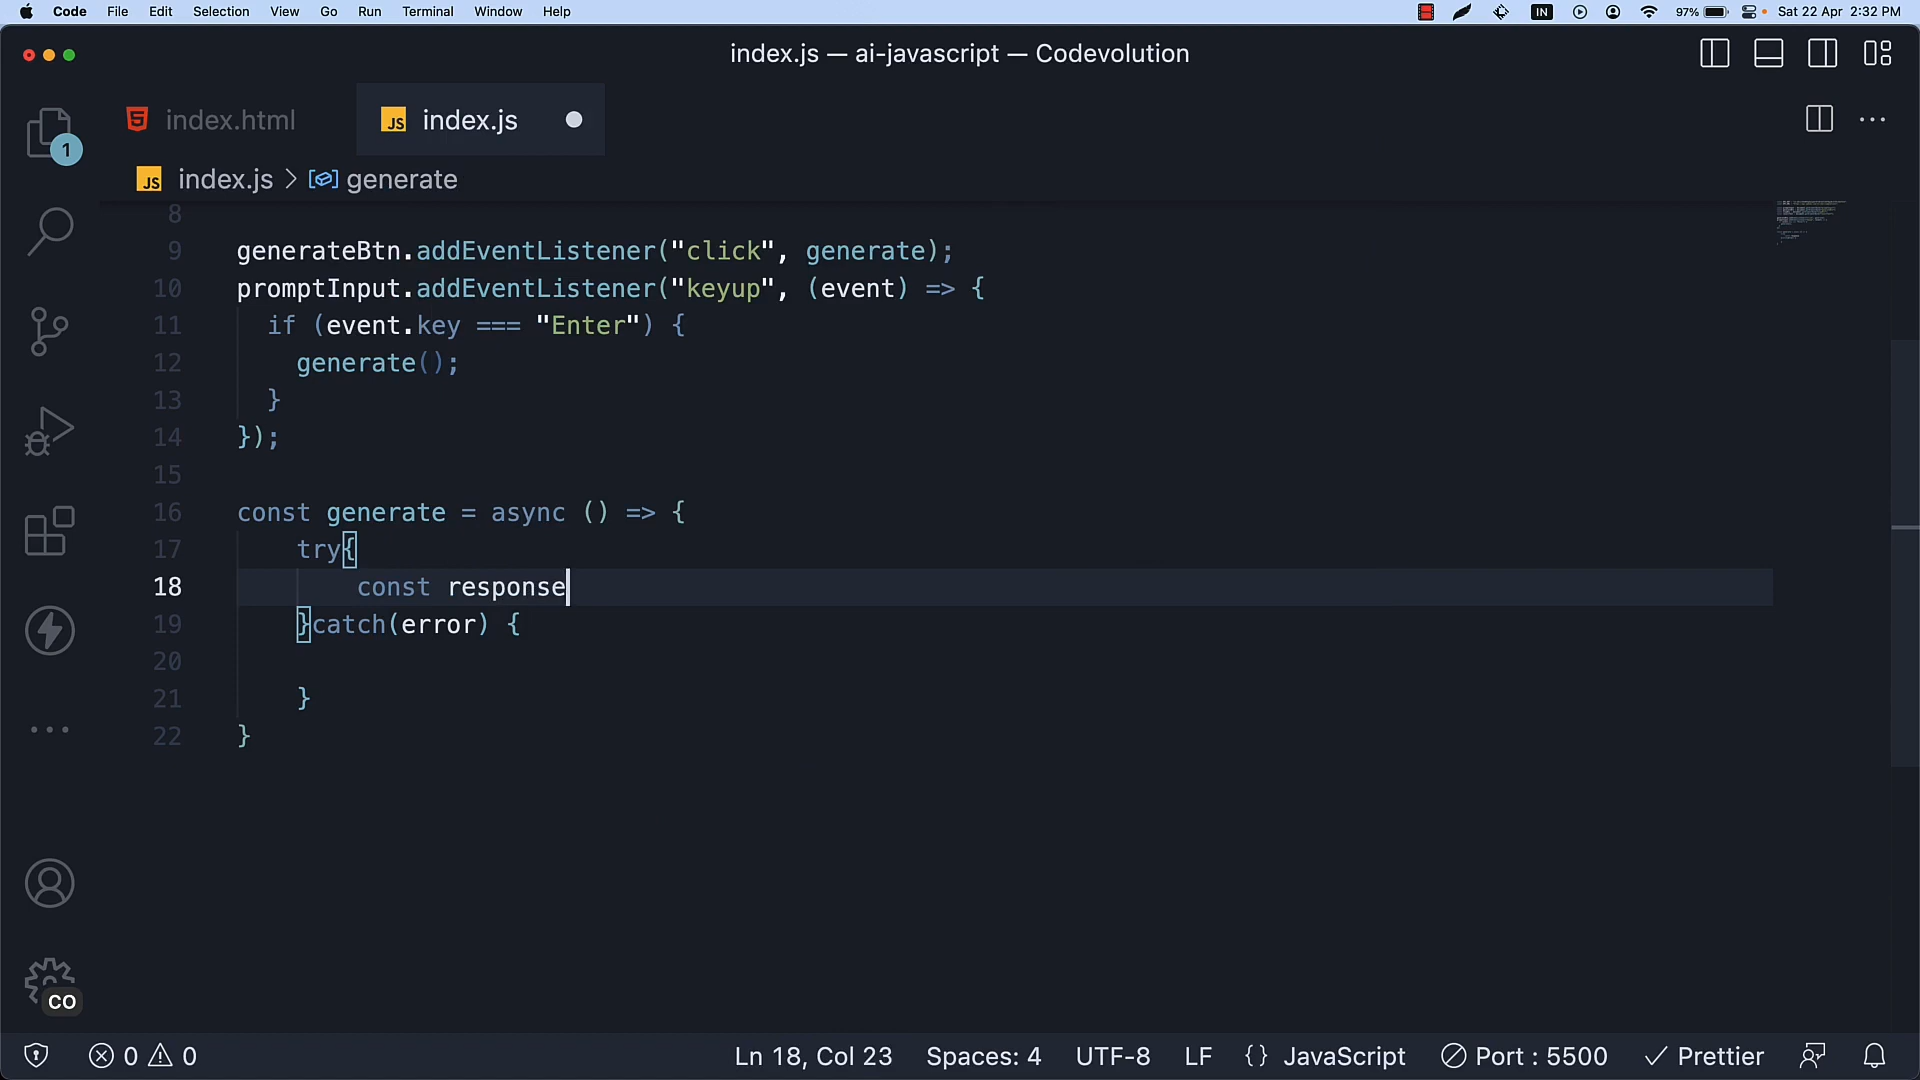 Code File Edit Selection View Go Run Terminal Window Help IN 97% Sat 22 Apr 2:32 PM
index.js — ai-javascript — Codevolution
index.html JS index.js
1
JS index.js > generate
8
9 generateBtn.addEventListener("click", generate);
10 promptInput.addEventListener("keyup", (event) => {
11 if (event.key === "Enter") {
12 generate();
13 }
14 });
15
16 const generate = async () => {
17 try{
18 const response
19 }catch(error) {
20
21 }
22 }
CO
0 0 Ln 18, Col 23 Spaces: 4 UTF-8 LF {} JavaScript Port : 5500 Prettier